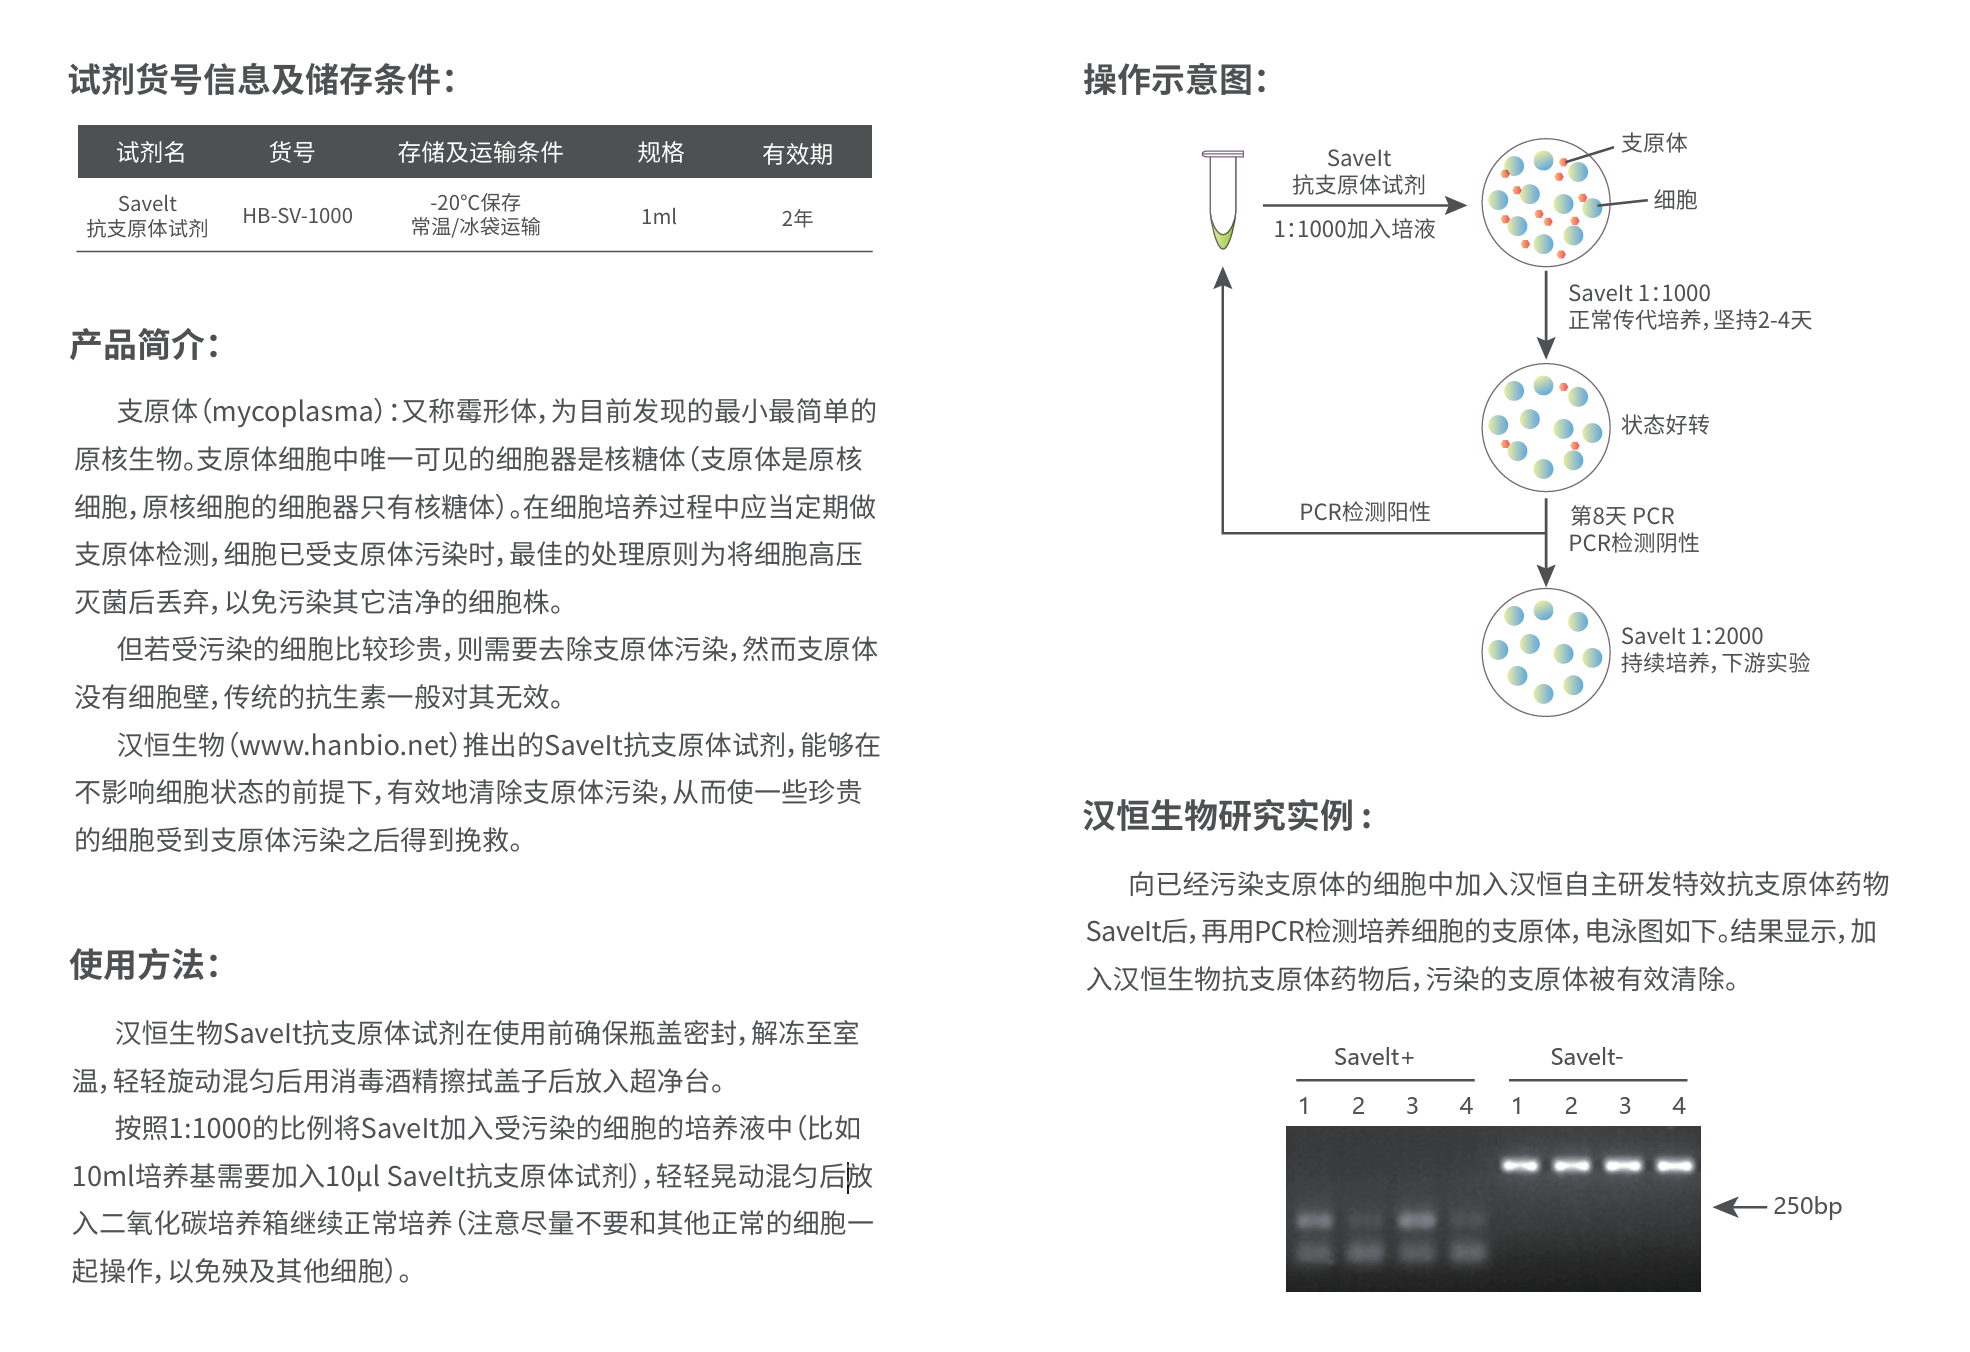 试剂货号信息及储存条件：
试剂名 货号 存储及运输条件 规格 有效期
SaveIt
抗支原体试剂
HB-SV-1000
-20℃保存
常温/冰袋运输
1ml
2年
产品简介：
支原体（mycoplasma）：又称霉形体，为目前发现的最小最简单的
原核生物。支原体细胞中唯一可见的细胞器是核糖体（支原体是原核
细胞，原核细胞的细胞器只有核糖体）。在细胞培养过程中应当定期做
支原体检测，细胞已受支原体污染时，最佳的处理原则为将细胞高压
灭菌后丢弃，以免污染其它洁净的细胞株。
但若受污染的细胞比较珍贵，则需要去除支原体污染，然而支原体
没有细胞壁，传统的抗生素一般对其无效。
汉恒生物（www.hanbio.net）推出的SaveIt抗支原体试剂，能够在
不影响细胞状态的前提下，有效地清除支原体污染，从而使一些珍贵
的细胞受到支原体污染之后得到挽救。
使用方法：
汉恒生物SaveIt抗支原体试剂在使用前确保瓶盖密封，解冻至室
温，轻轻旋动混匀后用消毒酒精擦拭盖子后放入超净台。
按照1:1000的比例将SaveIt加入受污染的细胞的培养液中（比如
10ml培养基需要加入10μl SaveIt抗支原体试剂），轻轻晃动混匀后放
入二氧化碳培养箱继续正常培养（注意尽量不要和其他正常的细胞一
起操作，以免殃及其他细胞）。
操作示意图：
SaveIt
抗支原体试剂
1：1000加入培液
支原体
细胞
SaveIt 1：1000
正常传代培养，坚持2-4天
状态好转
PCR检测阳性
第8天 PCR
PCR检测阴性
SaveIt 1：2000
持续培养，下游实验
汉恒生物研究实例：
向已经污染支原体的细胞中加入汉恒自主研发特效抗支原体药物
SaveIt后，再用PCR检测培养细胞的支原体，电泳图如下。结果显示，加
入汉恒生物抗支原体药物后，污染的支原体被有效清除。
SaveIt+ SaveIt-
1 2 3 4 1 2 3 4
250bp